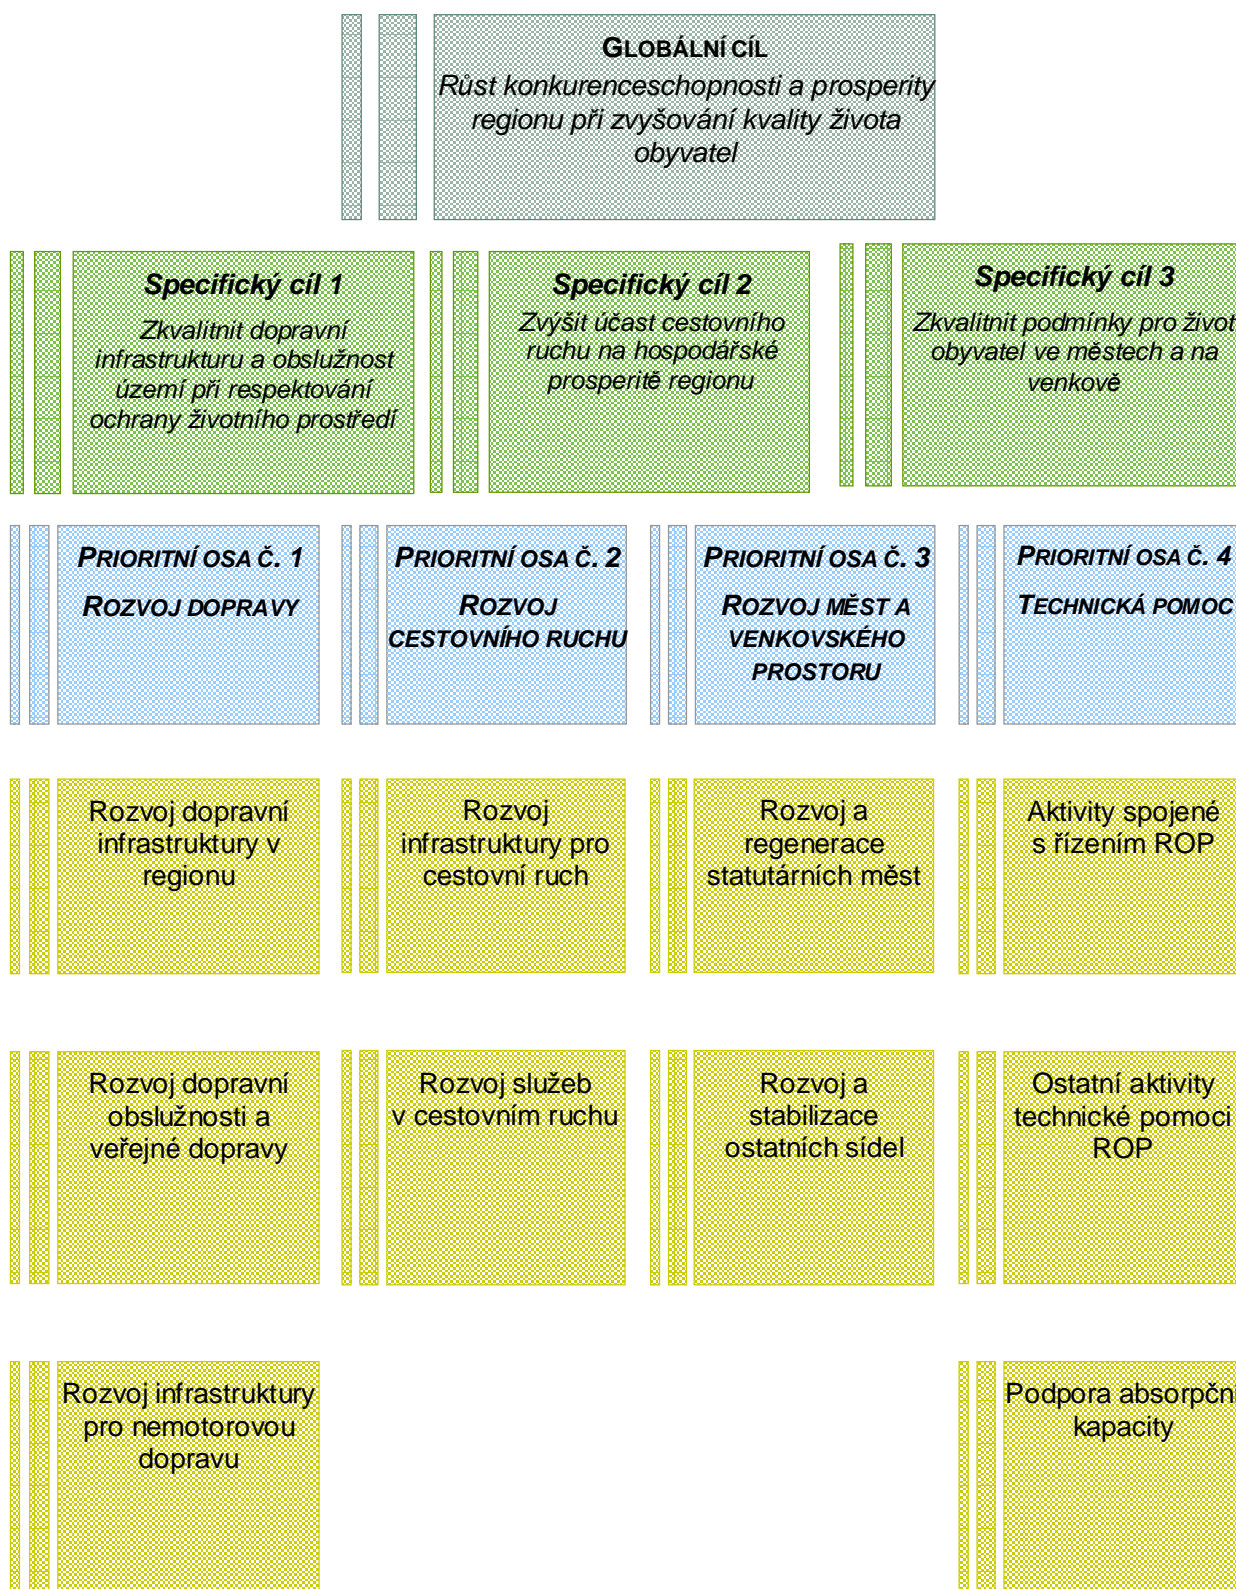 GLOBÁLNÍ CÍL
Růst konkurenceschopnosti a prosperity
regionu při zvyšování kvality života
obyvatel
Specifický cíl 1
Zkvalitnit dopravní
infrastrukturu a obslužnost
území při respektování
ochrany životního prostředí
Specifický cíl 2
Zvýšit účast cestovního
ruchu na hospodářské
prosperitě regionu
Specifický cíl 3
Zkvalitnit podmínky pro život
obyvatel ve městech a na
venkově
PRIORITNÍ OSA Č. 1
ROZVOJ DOPRAVY
PRIORITNÍ OSA Č. 2
ROZVOJ
CESTOVNÍHO RUCHU
PRIORITNÍ OSA Č. 3
ROZVOJ MĚST A
VENKOVSKÉHO
PROSTORU
PRIORITNÍ OSA Č. 4
TECHNICKÁ POMOC
Rozvoj dopravní
infrastruktury v
regionu
Rozvoj
infrastruktury pro
cestovní ruch
Rozvoj a
regenerace
statutárních měst
Aktivity spojené
s řízením ROP
Rozvoj dopravní
obslužnosti a
veřejné dopravy
Rozvoj služeb
v cestovním ruchu
Rozvoj a
stabilizace
ostatních sídel
Ostatní aktivity
technické pomoci
ROP
Rozvoj infrastruktury
pro nemotorovou
dopravu
Podpora absorpční
kapacity